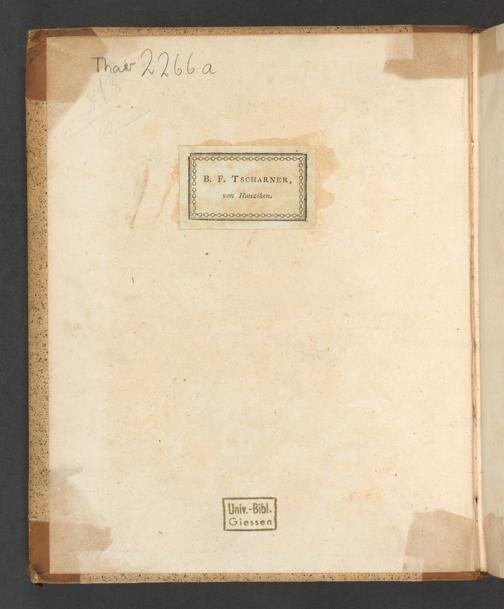 Thaer 2266a
B. F. TSCHARNER,
von Hunziken.
Univ.-Bibl.
Giessen